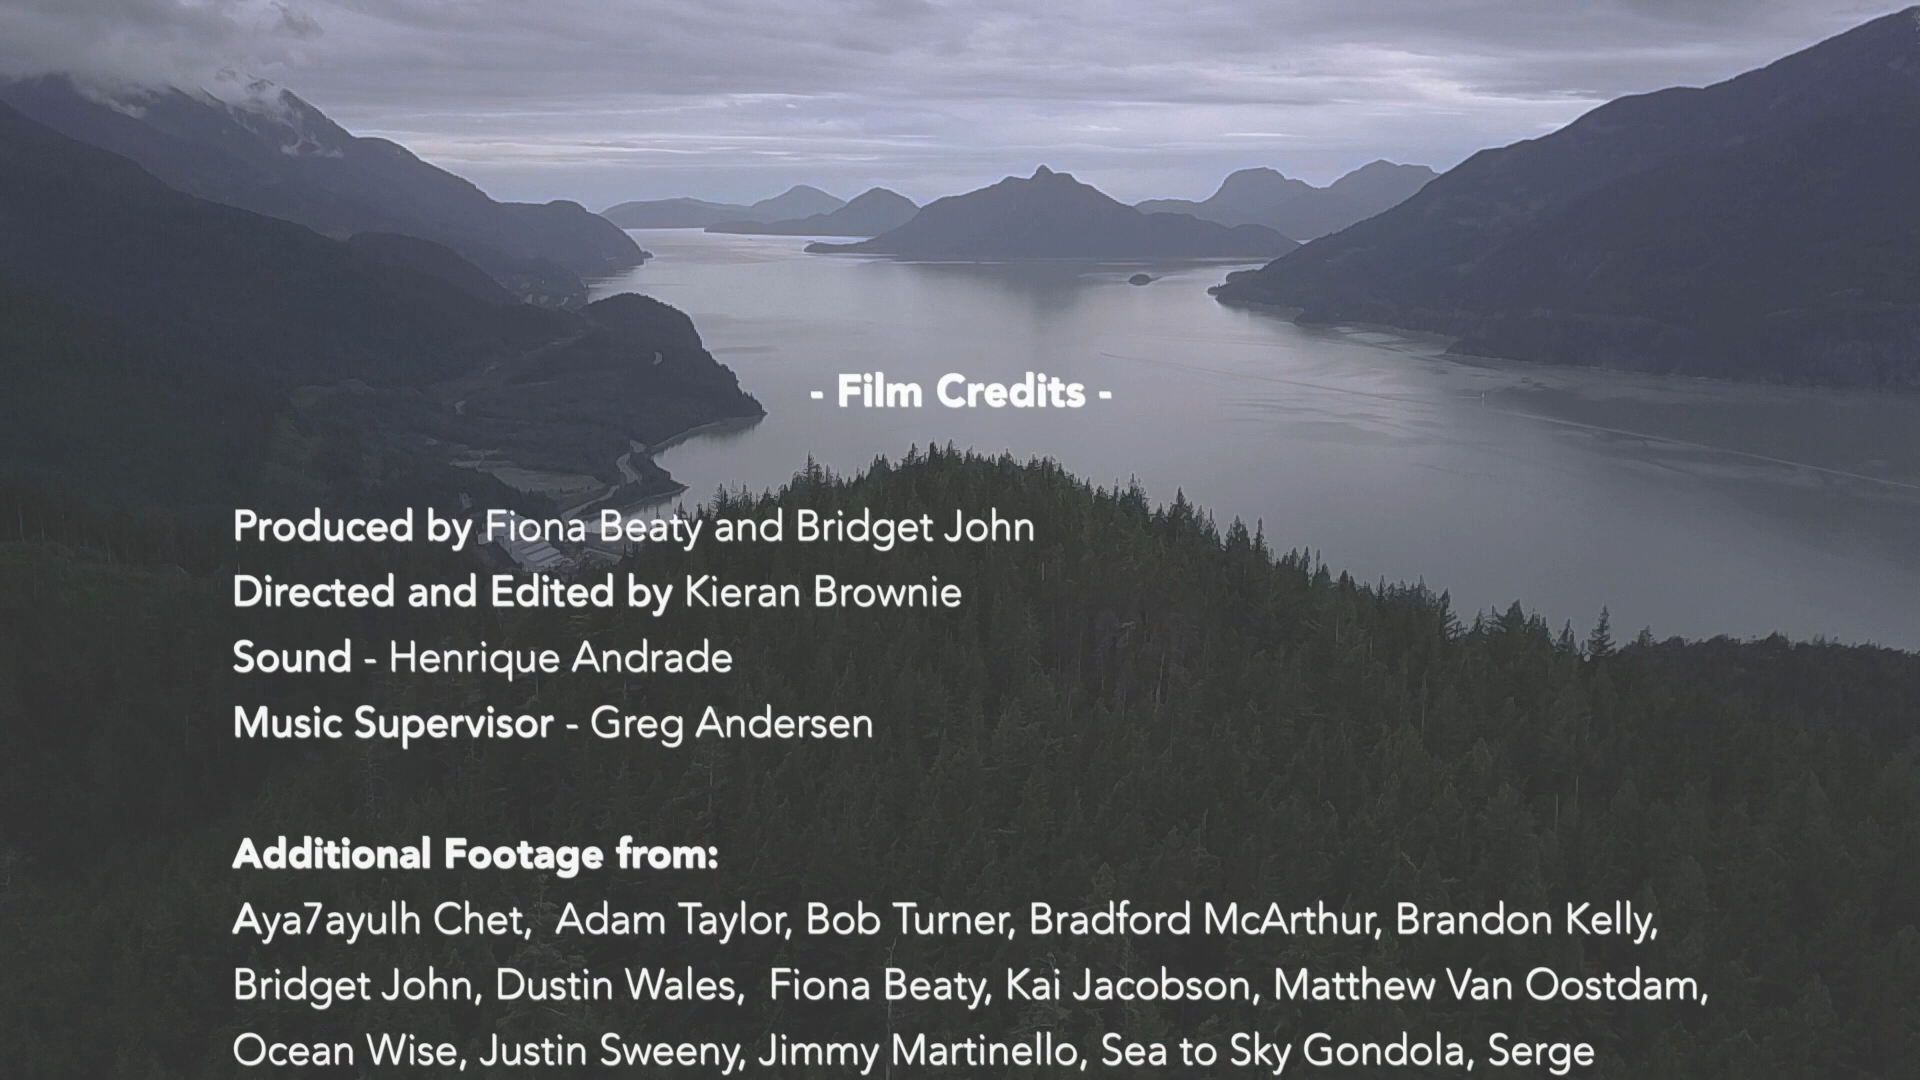 - Film Credits -
Produced by Fiona Beaty and Bridget John
Directed and Edited by Kieran Brownie
Sound - Henrique Andrade
Music Supervisor - Greg Andersen
Additional Footage from:
Aya7ayulh Chet,  Adam Taylor, Bob Turner, Bradford McArthur, Brandon Kelly,
Bridget John, Dustin Wales,  Fiona Beaty, Kai Jacobson, Matthew Van Oostdam,
Ocean Wise, Justin Sweeny, Jimmy Martinello, Sea to Sky Gondola, Serge